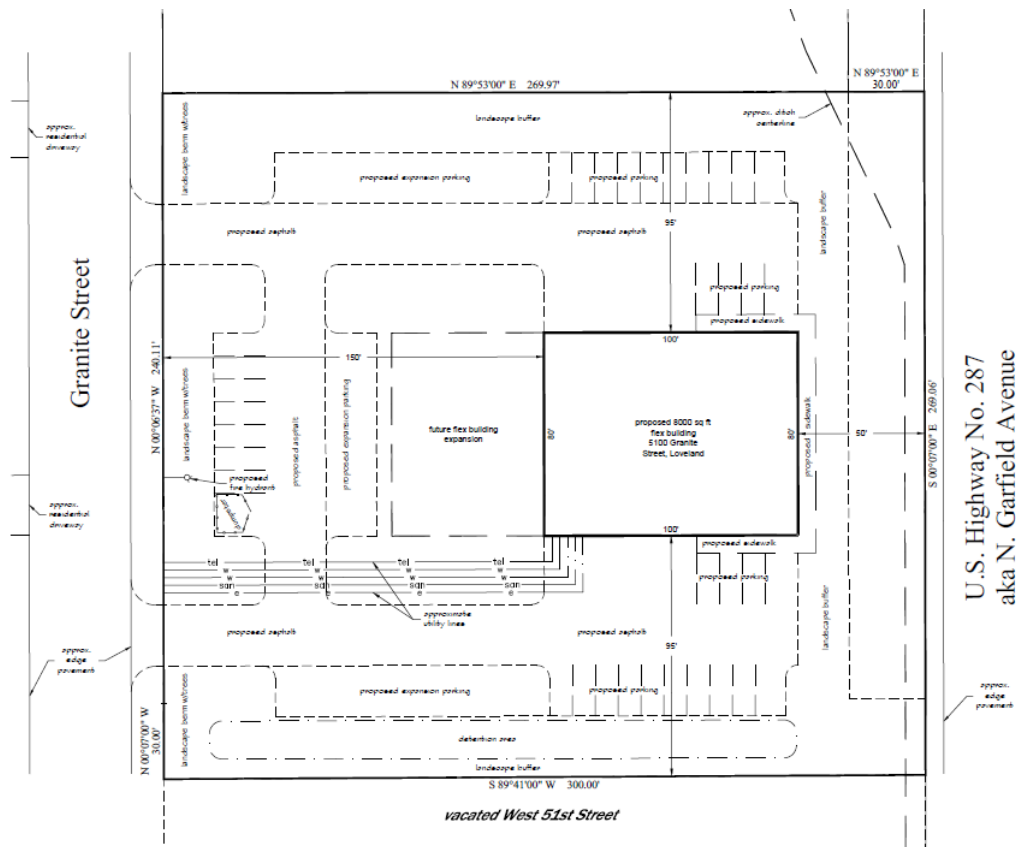 N 89°53'00" E 269.97'
N 89°53'00" E
30.00'
landscape berm w/trees
landscape buffer
approx. ditch
centerline
approx.
residential
driveway
proposed expansion parking
proposed parking
landscape buffer
proposed asphalt
95'
proposed asphalt
proposed parking
proposed sidewalk
Granite Street
N 00°06'37" W 240.11'
150'
100'
landscape berm w/trees
proposed asphalt
proposed expansion parking
future flex building
expansion
80'
proposed 8000 sq ft
flex building
5100 Granite
Street, Loveland
80'
proposed sidewalk
50'
S 00°07'00" E 269.06'
U.S. Highway No. 287
aka N. Garfield Avenue
proposed
fire hydrant
dumpster
approx.
residential
driveway
100'
proposed sidewalk
proposed parking
tel tel tel tel
w w w w
w w w w
san san san san
e e e
approximate
utility lines
landscape buffer
proposed asphalt
95'
proposed asphalt
approx.
edge
pavement
approx.
edge
pavement
proposed expansion parking
proposed parking
N 00°07'00" W
30.00'
landscape berm w/trees
detention area
landscape buffer
S 89°41'00" W 300.00'
vacated West 51st Street